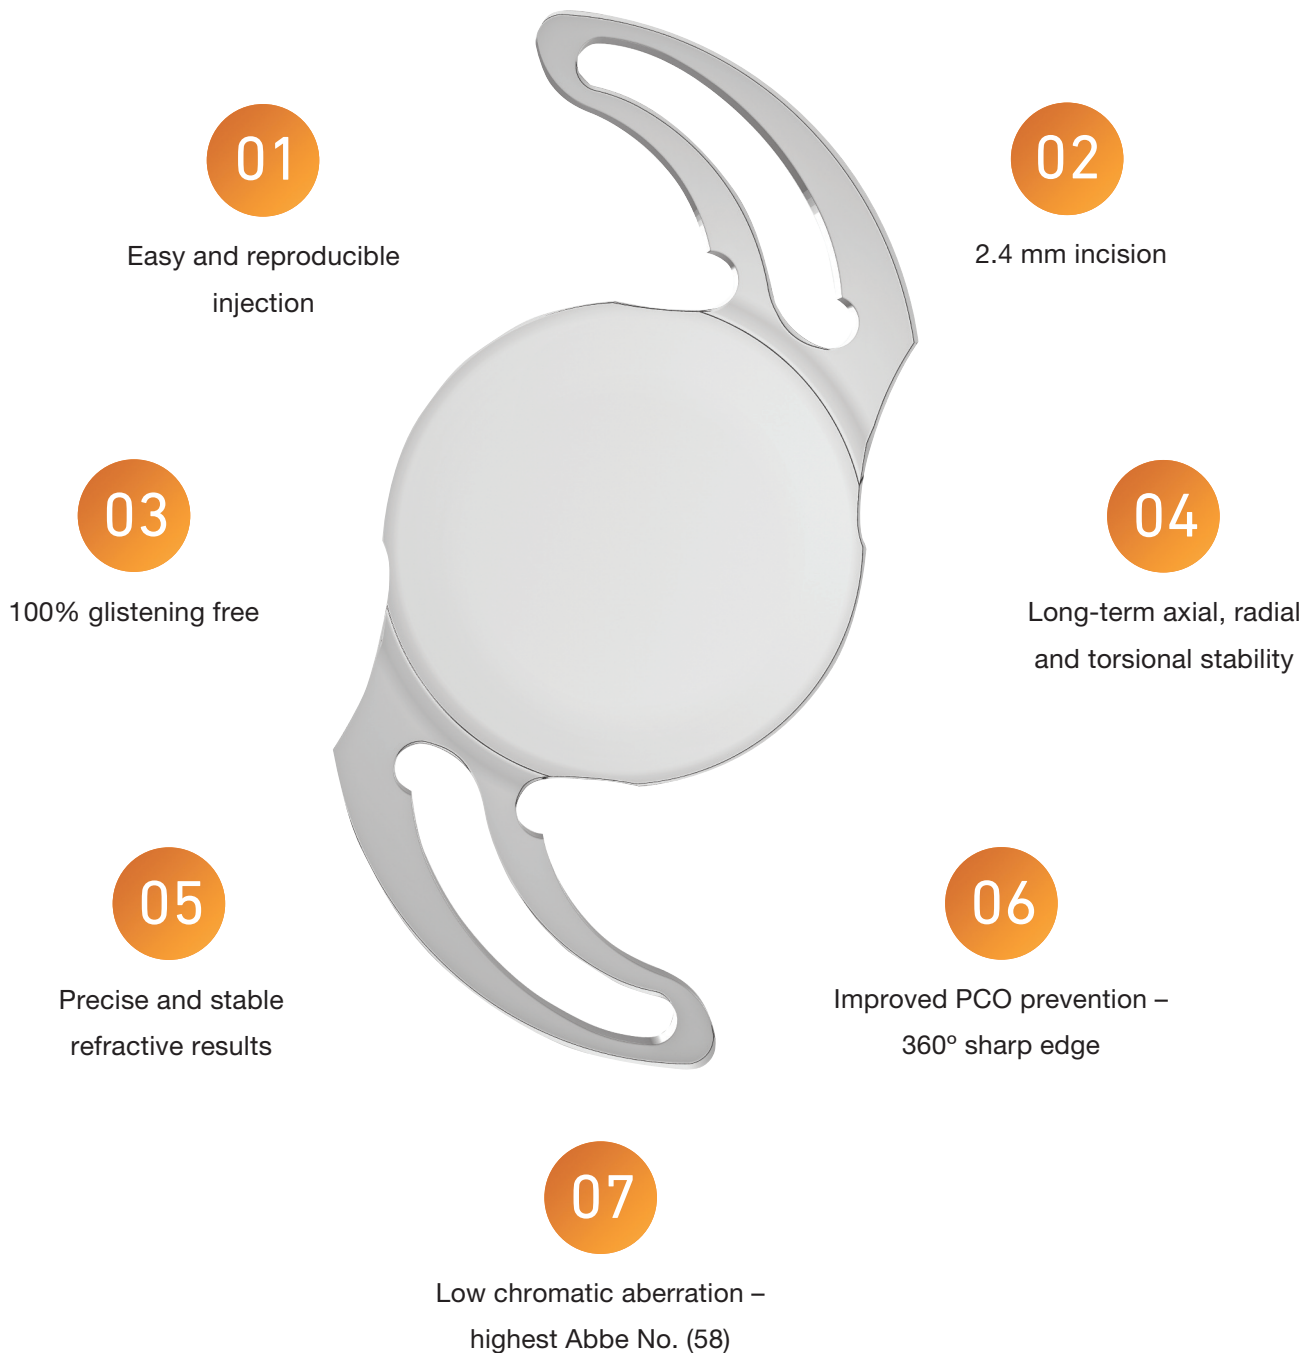 01
Easy and reproducible
injection
02
2.4 mm incision
03
100% glistening free
04
Long-term axial, radial
and torsional stability
05
Precise and stable
refractive results
06
Improved PCO prevention –
360º sharp edge
07
Low chromatic aberration –
highest Abbe No. (58)